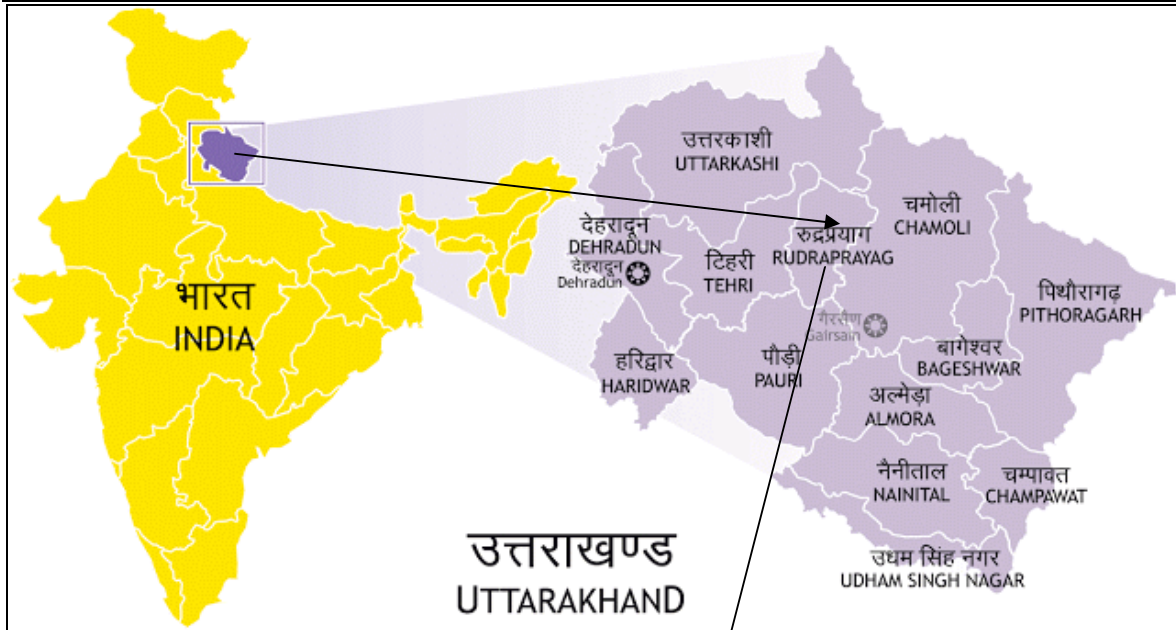 भारत
INDIA
उत्तरकाशी
UTTARKASHI
चमोली
CHAMOLI
देहरादून
DEHRADUN
देहरादून
Dehradun
टिहरी
TEHRI
रुद्रप्रयाग
RUDRAPRAYAG
पिथौरागढ़
PITHORAGARH
गैरसैण
Gairsain
हरिद्वार
HARIDWAR
पौड़ी
PAURI
बागेश्वर
BAGESHWAR
अल्मेड़ा
ALMORA
नैनीताल
NAINITAL
चम्पावत
CHAMPAWAT
उधम सिंह नगर
UDHAM SINGH NAGAR
उत्तराखण्ड
UTTARAKHAND